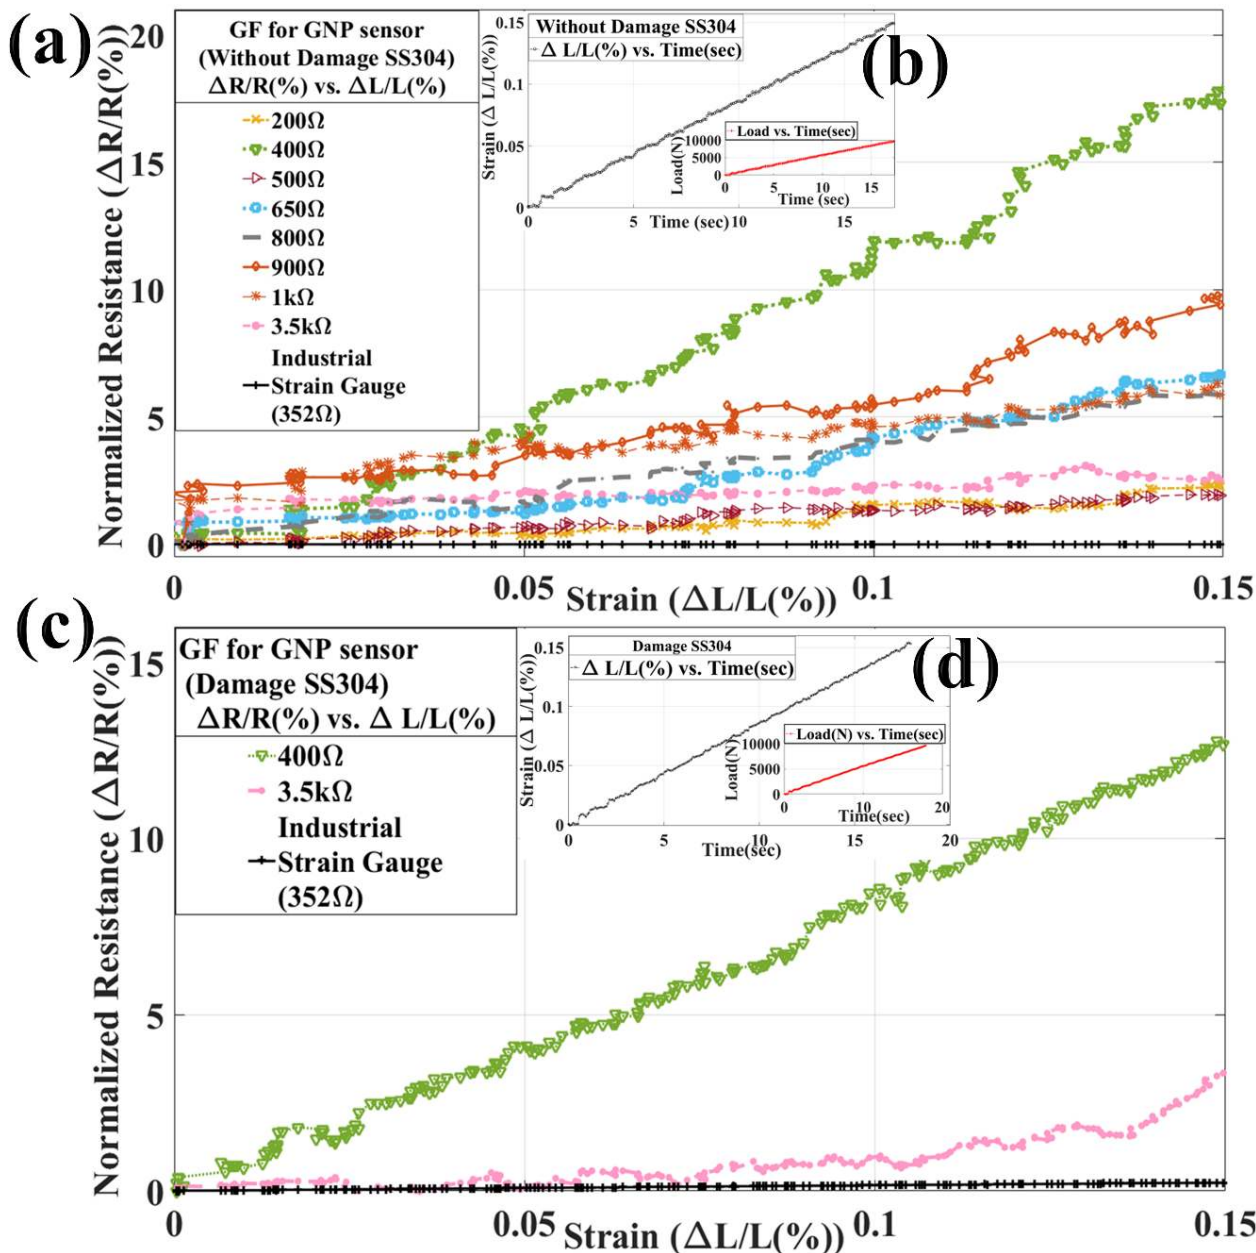 (a)
20
15
10
5
0
Normalized Resistance (ΔR/R(%))
GF for GNP sensor
(Without Damage SS304)
ΔR/R(%) vs. ΔL/L(%)
200Ω
400Ω
500Ω
650Ω
800Ω
900Ω
1kΩ
3.5kΩ
Industrial
Strain Gauge
(352Ω)
0
0.05
0.1
0.15
Strain (ΔL/L(%))
(b)
Without Damage SS304
Δ L/L(%) vs. Time(sec)
0.15
0.1
0.05
0
Strain (Δ L/L(%))
0
5
10
15
Time (sec)
Load vs. Time(sec)
10000
5000
0
Load(N)
0
5
10
15
Time (sec)
(c)
15
10
5
0
Normalized Resistance (ΔR/R(%))
GF for GNP sensor
(Damage SS304)
ΔR/R(%) vs. Δ L/L(%)
400Ω
3.5kΩ
Industrial
Strain Gauge
(352Ω)
0
0.05
0.1
0.15
Strain (ΔL/L(%))
(d)
Damage SS304
Δ L/L(%) vs. Time(sec)
0.15
0.1
0.05
0
Strain (Δ L/L(%))
0
5
10
15
20
Time(sec)
Load(N) vs. Time(sec)
10000
5000
0
Load(N)
0
10
20
Time(sec)